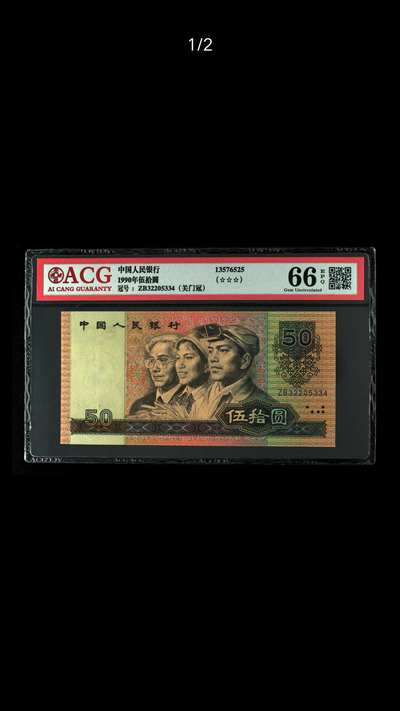 1/2
ACG
AI CANG GUARANTY
中国人民银行
1990年伍拾圆
冠号：ZB32205334（关门冠）
13576525
(☆☆☆)
66 EPQ
Gem Uncirculated
中国人民银行
50
ZB32205334
50
伍拾圆